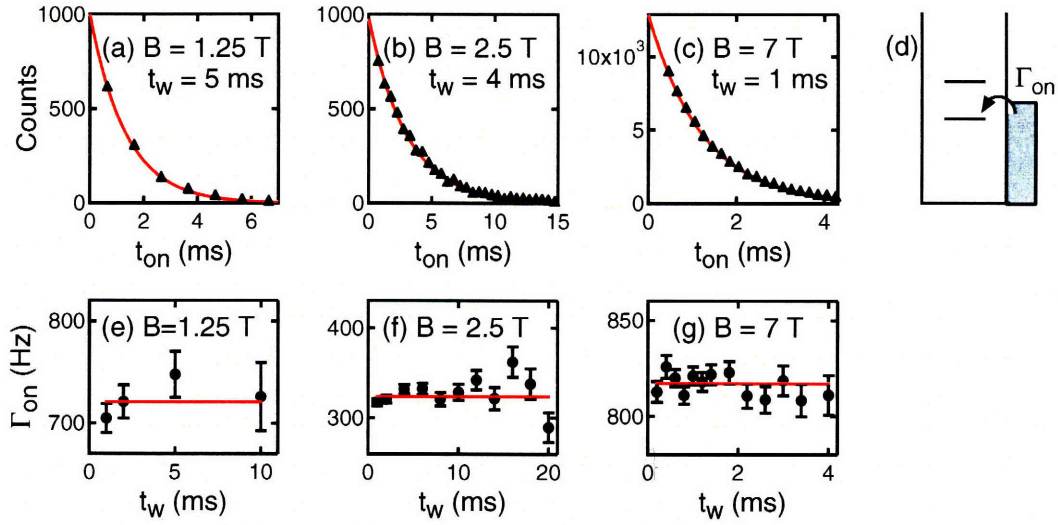 1000
500
0
Counts
(a) B = 1.25 T
t_w = 5 ms
0 2 4 6
t_on (ms)
1000
500
0
(b) B = 2.5 T
t_w = 4 ms
0 5 10 15
t_on (ms)
10x10³
5
0
(c) B = 7 T
t_w = 1 ms
0 2 4
t_on (ms)
(d)
Γ_on
800
700
Γ_on (Hz)
(e) B=1.25 T
0 5 10
t_w (ms)
400
300
(f) B = 2.5 T
0 10 20
t_w (ms)
850
800
(g) B = 7 T
0 2 4
t_w (ms)